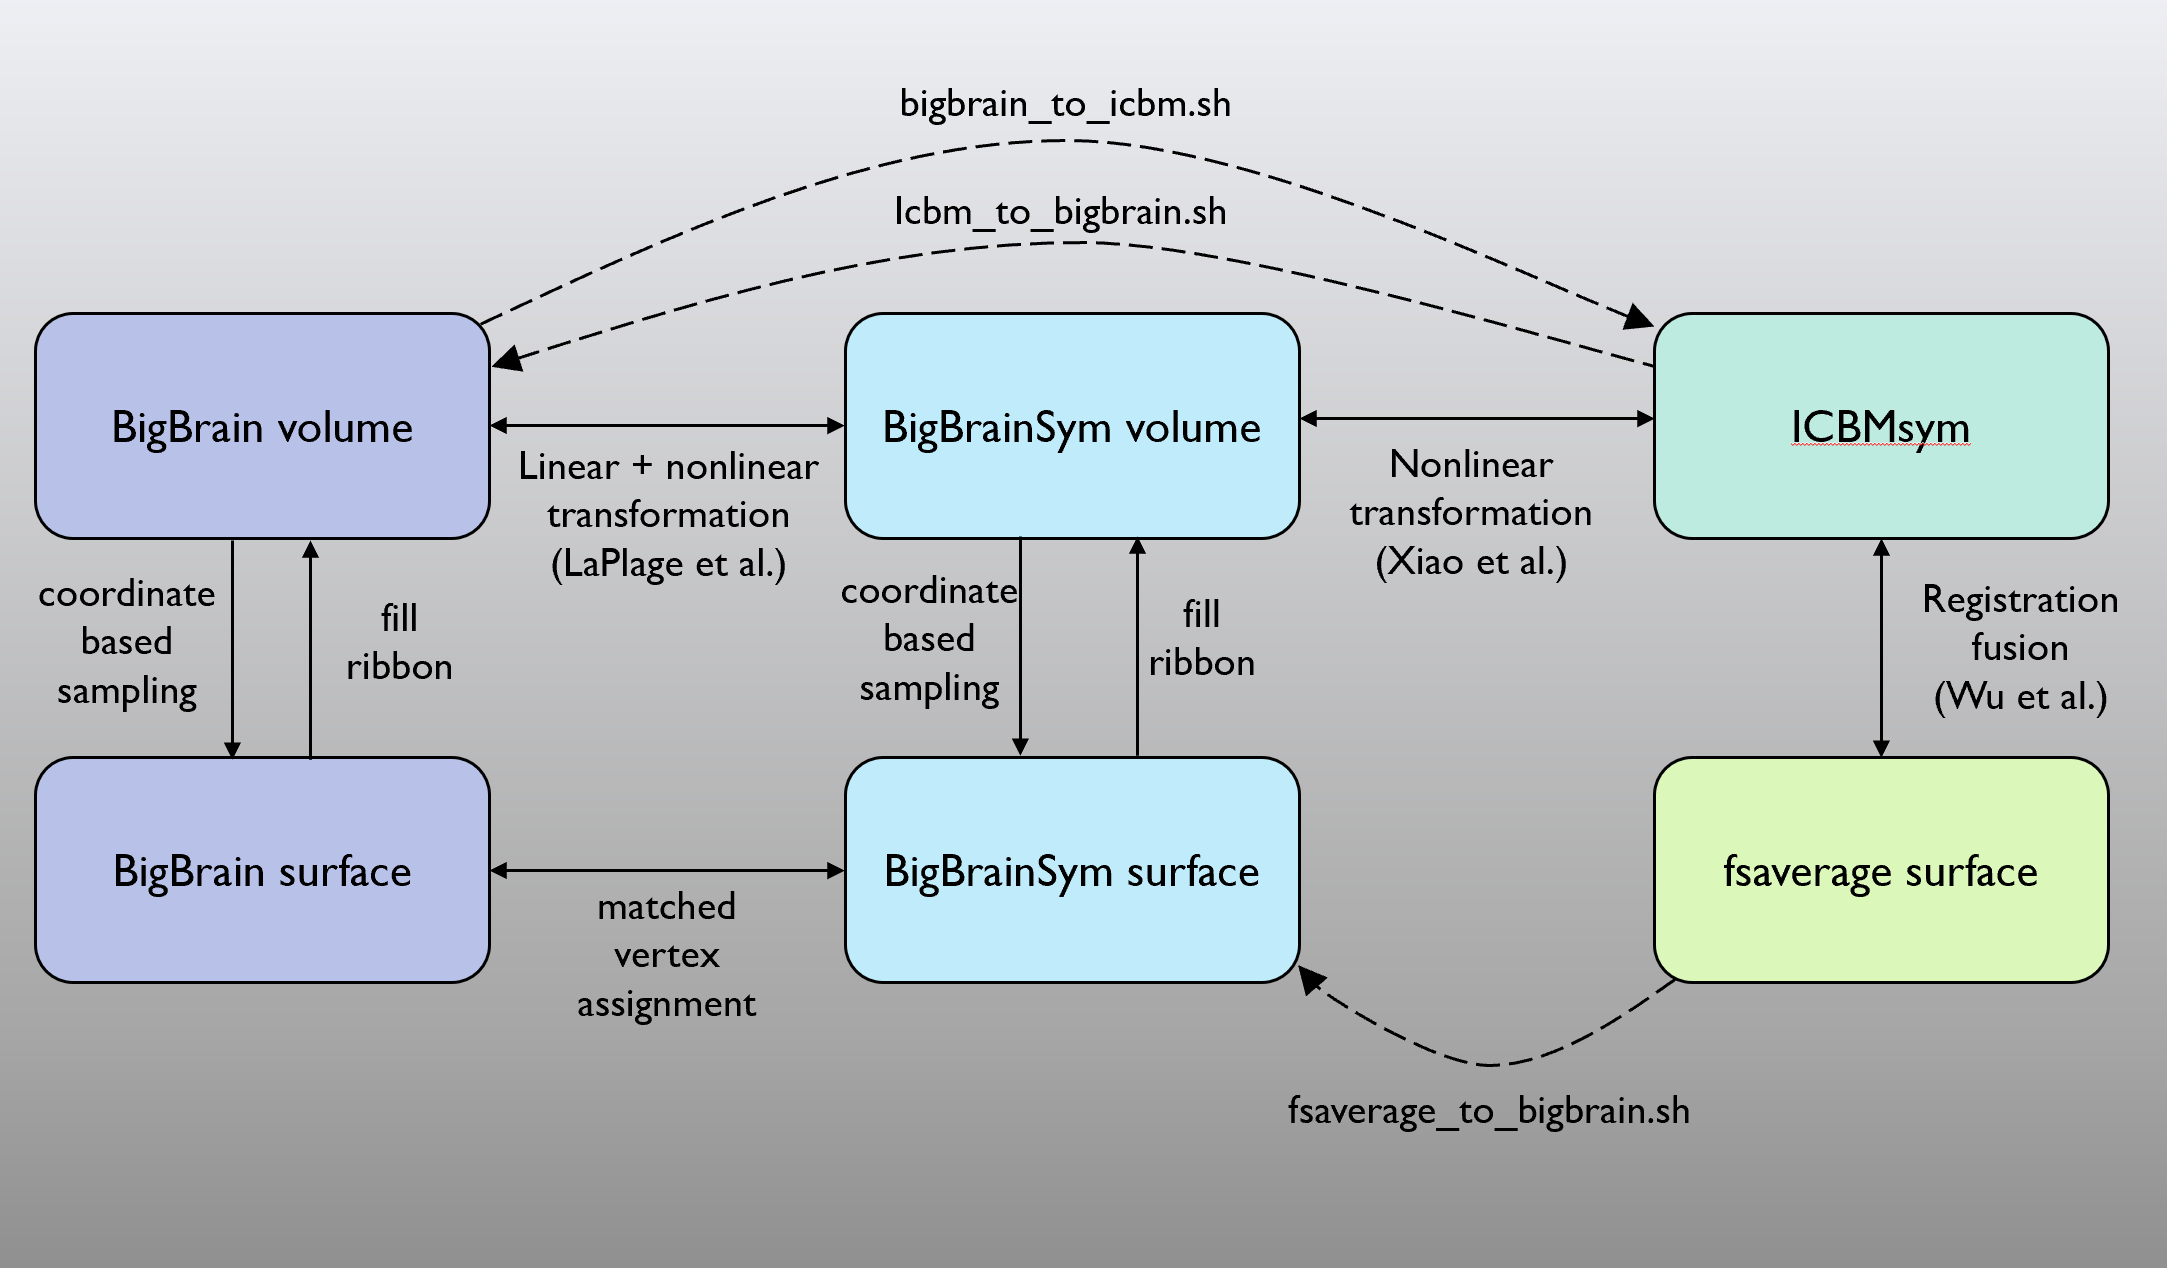 bigbrain_to_icbm.sh
Icbm_to_bigbrain.sh
BigBrain volume
BigBrainSym volume
ICBMsym
Linear + nonlinear
transformation
(LaPlage et al.)
Nonlinear
transformation
(Xiao et al.)
coordinate
based
sampling
fill
ribbon
coordinate
based
sampling
fill
ribbon
Registration
fusion
(Wu et al.)
BigBrain surface
BigBrainSym surface
fsaverage surface
matched
vertex
assignment
fsaverage_to_bigbrain.sh